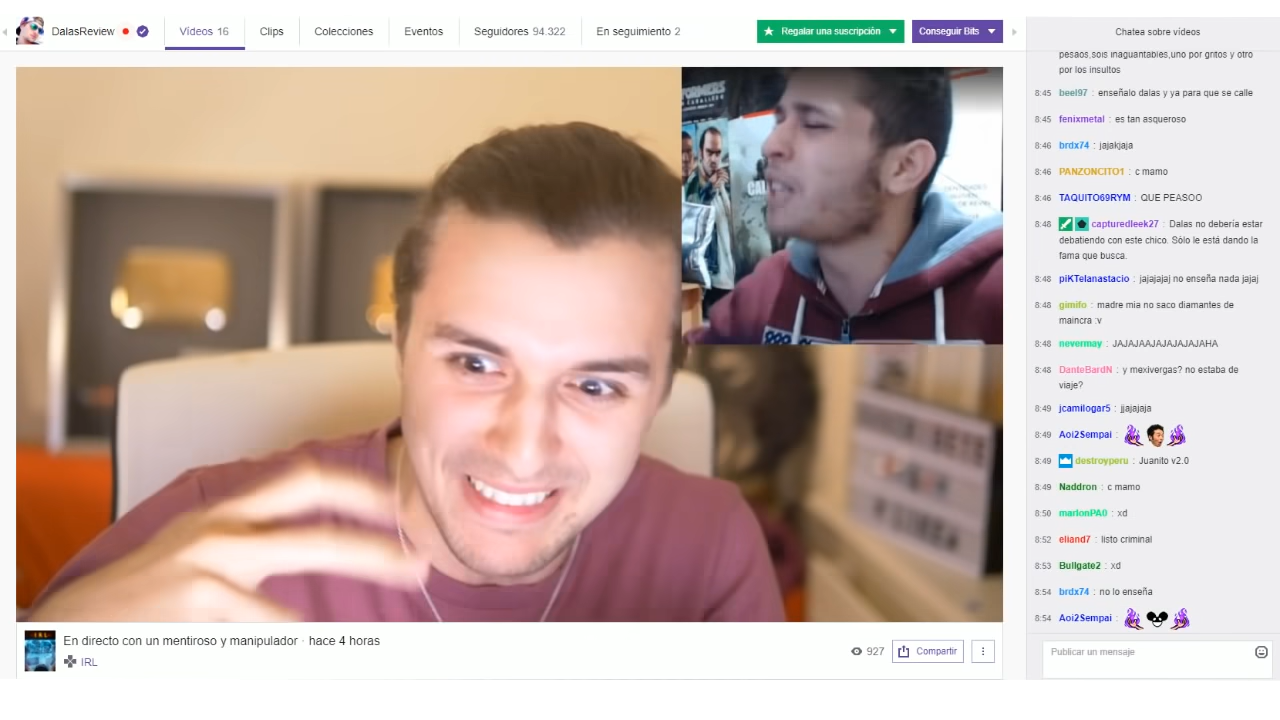 DalasReview
Vídeos 16
Clips
Colecciones
Eventos
Seguidores 94.322
En seguimiento 2
Regalar una suscripción
Conseguir Bits
Chatea sobre vídeos
pesaos,sois inaguantables,uno por gritos y otro
por los insultos
8:45 beel97 : enseñalo dalas y ya para que se calle
8:45 fenixmetal : es tan asqueroso
8:46 brdx74 : jajakjaja
8:46 PANZONCITO1 : c mamo
8:46 TAQUITO69RYM : QUE PEASOO
8:48 capturedleek27 : Dalas no debería estar
debatiendo con este chico. Sólo le está dando la
fama que busca.
8:48 piKTelanastacio : jajajajaj no enseña nada jajaj
8:48 gimifo : madre mia no saco diamantes de
maincra :v
8:48 nevermay : JAJAJAAJAJAJAJAJAHA
8:48 DanteBardN : y mexivergas? no estaba de
viaje?
8:49 jcamilogar5 : jjajajaja
8:49 Aoi2Sempai :
8:49 destroyperu : Juanito v2.0
8:49 Naddron : c mamo
8:50 marlonPA0 : xd
8:52 eliand7 : listo criminal
8:53 Bullgate2 : xd
8:54 brdx74 : no lo enseña
8:54 Aoi2Sempai :
En directo con un mentiroso y manipulador · hace 4 horas
IRL
927
Compartir
Publicar un mensaje